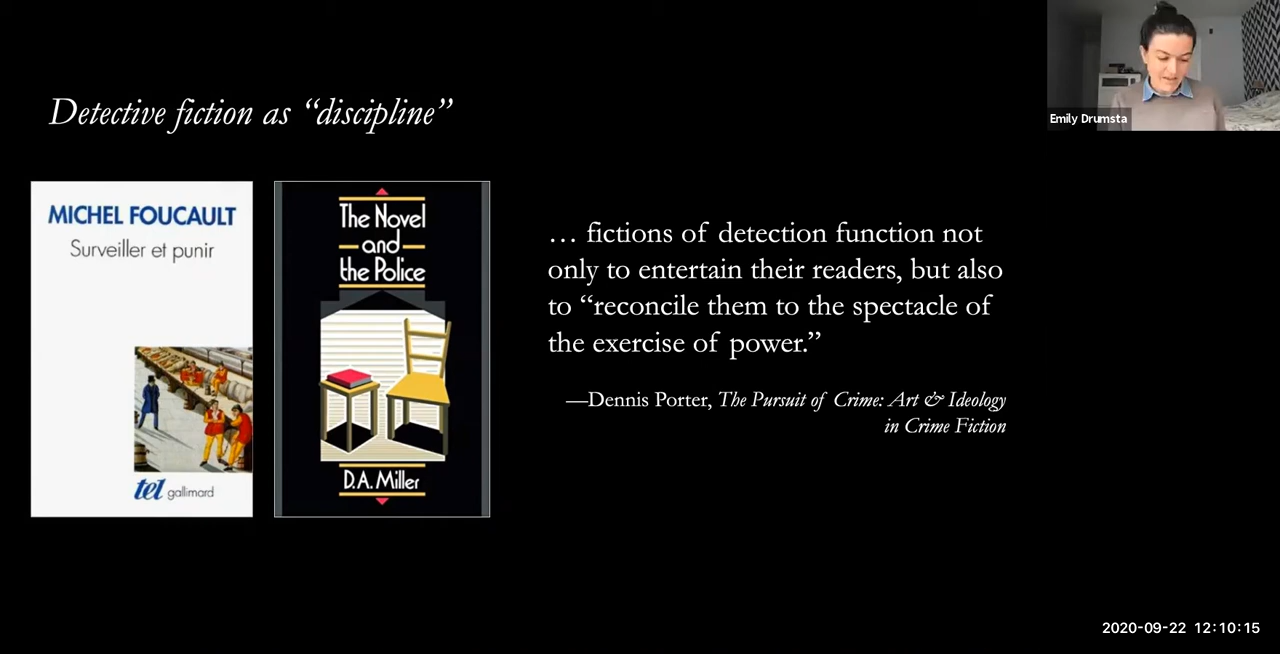 Detective fiction as “discipline”
Emily Drumsta
MICHEL FOUCAULT
Surveiller et punir
tel gallimard
The Novel
and
the Police
D.A. Miller
… fictions of detection function not
only to entertain their readers, but also
to “reconcile them to the spectacle of
the exercise of power.”
—Dennis Porter, The Pursuit of Crime: Art & Ideology
in Crime Fiction
2020-09-22 12:10:15